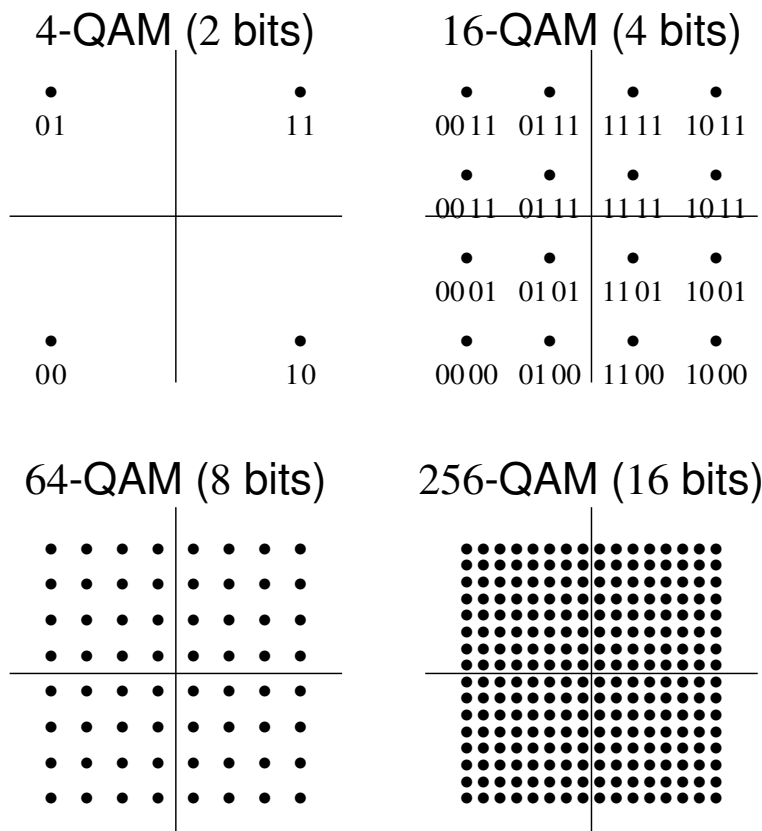 4-QAM (2 bits)
01 11
00 10
16-QAM (4 bits)
0011 0111 1111 1011
0011 0111 1111 1011
0001 0101 1101 1001
0000 0100 1100 1000
64-QAM (8 bits)
256-QAM (16 bits)